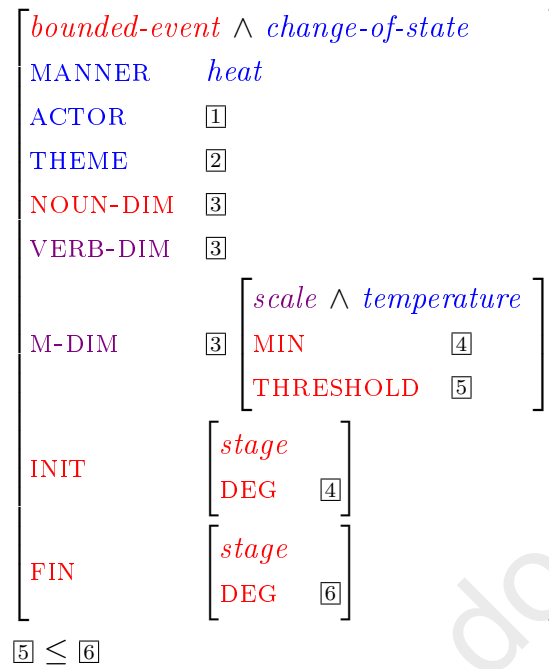 bounded-event ∧ change-of-state
MANNER heat
ACTOR 1
THEME 2
NOUN-DIM 3
VERB-DIM 3
scale ∧ temperature
M-DIM 3 MIN 4
THRESHOLD 5
stage
INIT
DEG 4
stage
FIN
DEG 6
5 ≤ 6